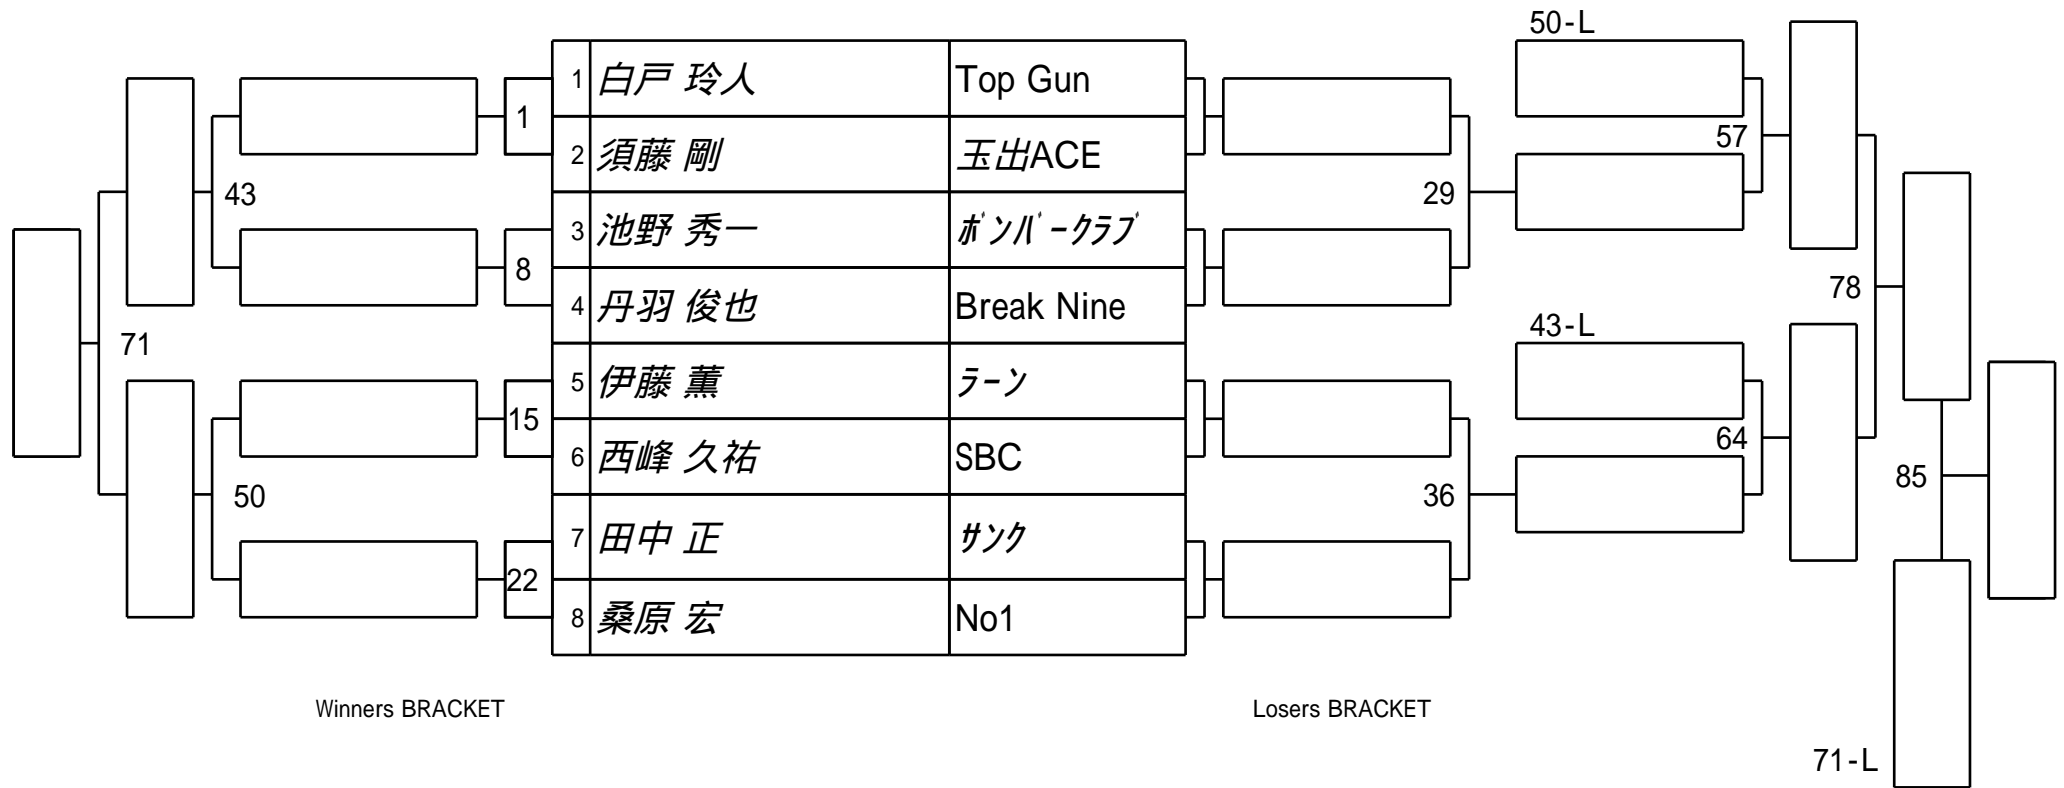 50-L
1 白戸 玲人 Top Gun
1
57
2 須藤 剛 玉出ACE
43
29
3 池野 秀一 ボンバークラブ
8
78
4 丹羽 俊也 Break Nine
43-L
71
5 伊藤 薫 ラーン
15
64
6 西峰 久祐 SBC
85
50
36
7 田中 正 サンク
22
8 桑原 宏 No1
Winners BRACKET
Losers BRACKET
71-L